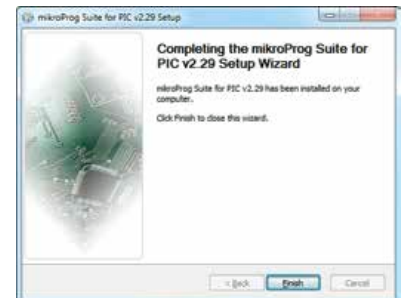 mikroProg Suite for PIC v2.29 Setup
Completing the mikroProg Suite for
PIC v2.29 Setup Wizard
mikroProg Suite for PIC v2.29 has been installed on your
computer.
Click Finish to close this wizard.
< Back
Finish
Cancel